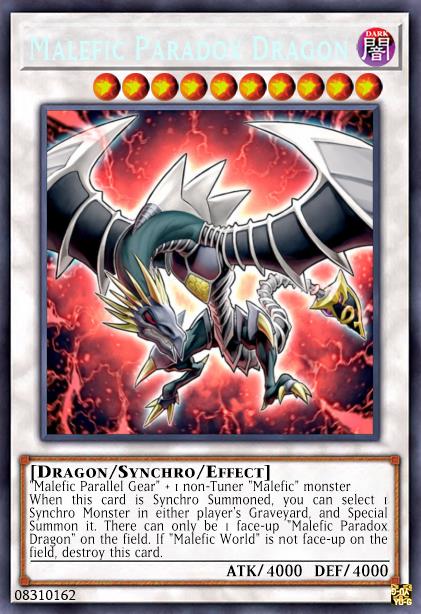 Malefic Paradox Dragon
DARK
闇
[Dragon/Synchro/Effect]
"Malefic Parallel Gear" + 1 non-Tuner "Malefic" monster
When this card is Synchro Summoned, you can select 1
Synchro Monster in either player's Graveyard, and Special
Summon it. There can only be 1 face-up "Malefic Paradox
Dragon" on the field. If "Malefic World" is not face-up on the
field, destroy this card.
ATK/4000 DEF/4000
08310162